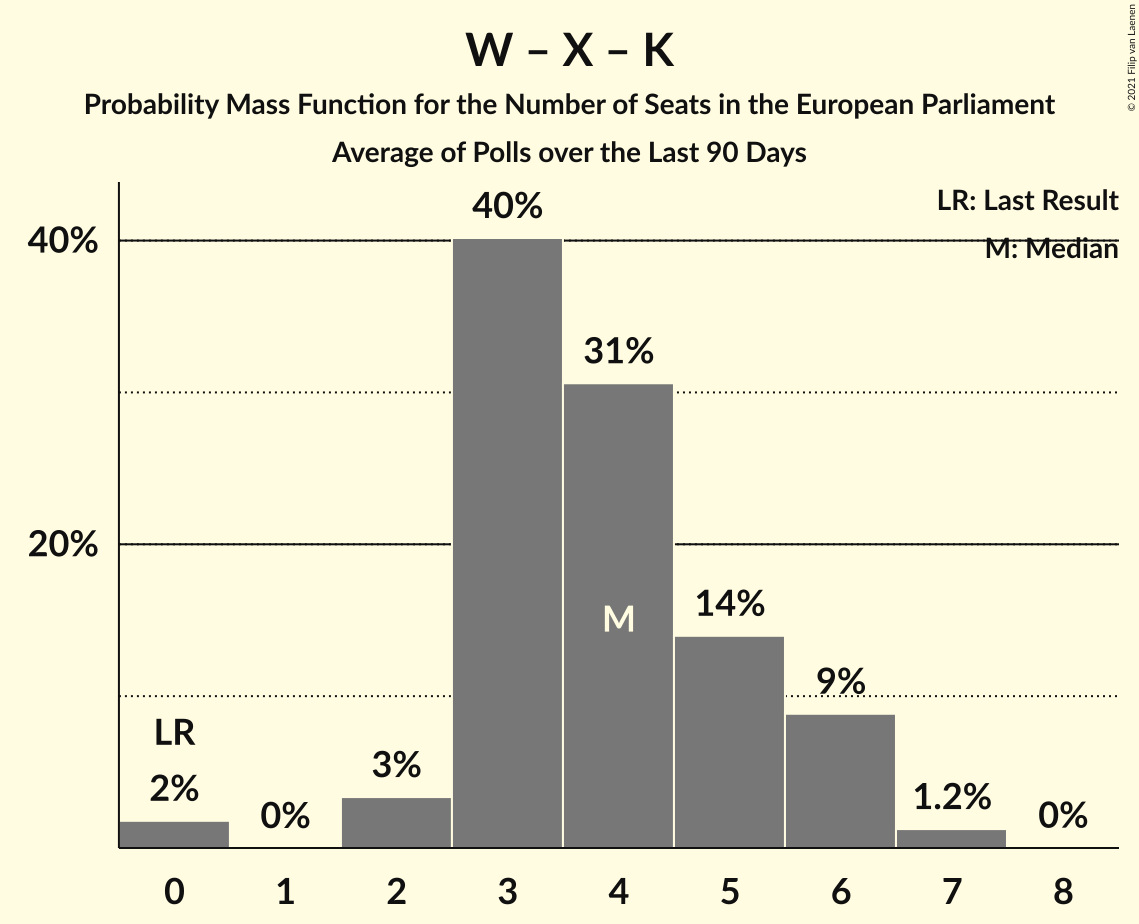 W – X – K
Probability Mass Function for the Number of Seats in the European Parliament
Average of Polls over the Last 90 Days
© 2021 Filip van Laenen
LR: Last Result
M: Median
40%
20%
LR
2%
0%
3%
40%
31%
M
14%
9%
1.2%
0%
0 1 2 3 4 5 6 7 8